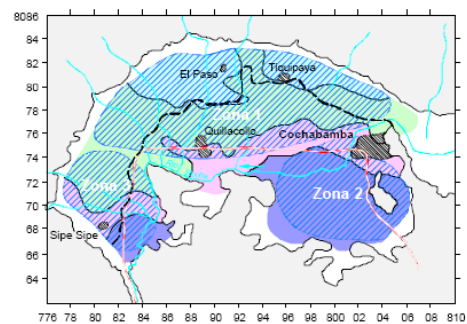 8086
84
82
80
78
76
74
72
70
68
66
64
776 78 80 82 84 86 88 90 92 94 96 98 800 02 04 06 08 810
Tiquipaya
El Paso
Zona 1
Quillacollo
Cochabamba
Zona 3
Zona 2
Sipe Sipe